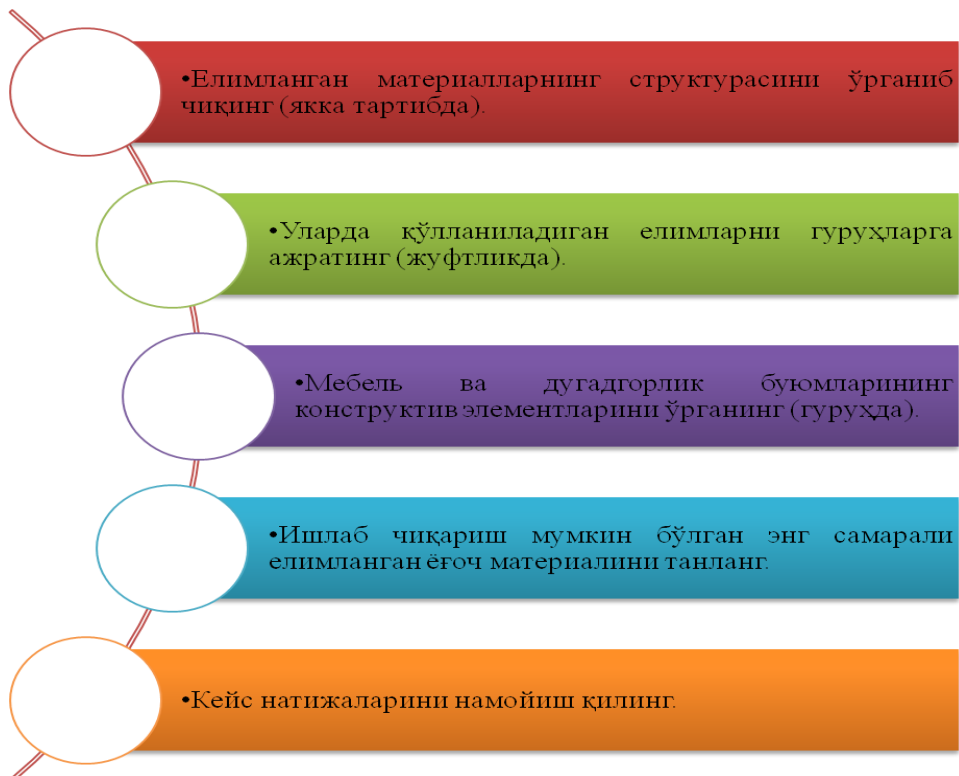 •Елимланган материалларнинг структурасини ўрганиб
чиқинг (якка тартибда).
•Уларда қўлланиладиган елимларни гуруҳларга
ажратинг (жуфтликда).
•Мебель ва дугадгорлик буюмларининг
конструктив элементларини ўрганинг (гуруҳда).
•Ишлаб чиқариш мумкин бўлган энг самарали
елимланган ёғоч материалини танланг.
•Кейс натижаларини намойиш қилинг.